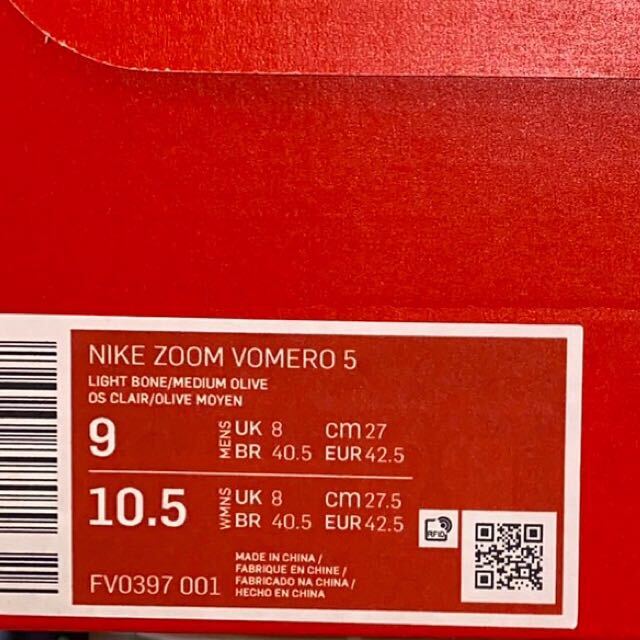 NIKE ZOOM VOMERO 5
LIGHT BONE/MEDIUM OLIVE
OS CLAIR/OLIVE MOYEN
9 MENS UK 8 cm 27
BR 40.5 EUR 42.5
10.5 WMNS UK 8 cm 27.5
BR 40.5 EUR 42.5
RFID
MADE IN CHINA /
FABRIQUE EN CHINE /
FABRICADO NA CHINA /
HECHO EN CHINA
FV0397 001